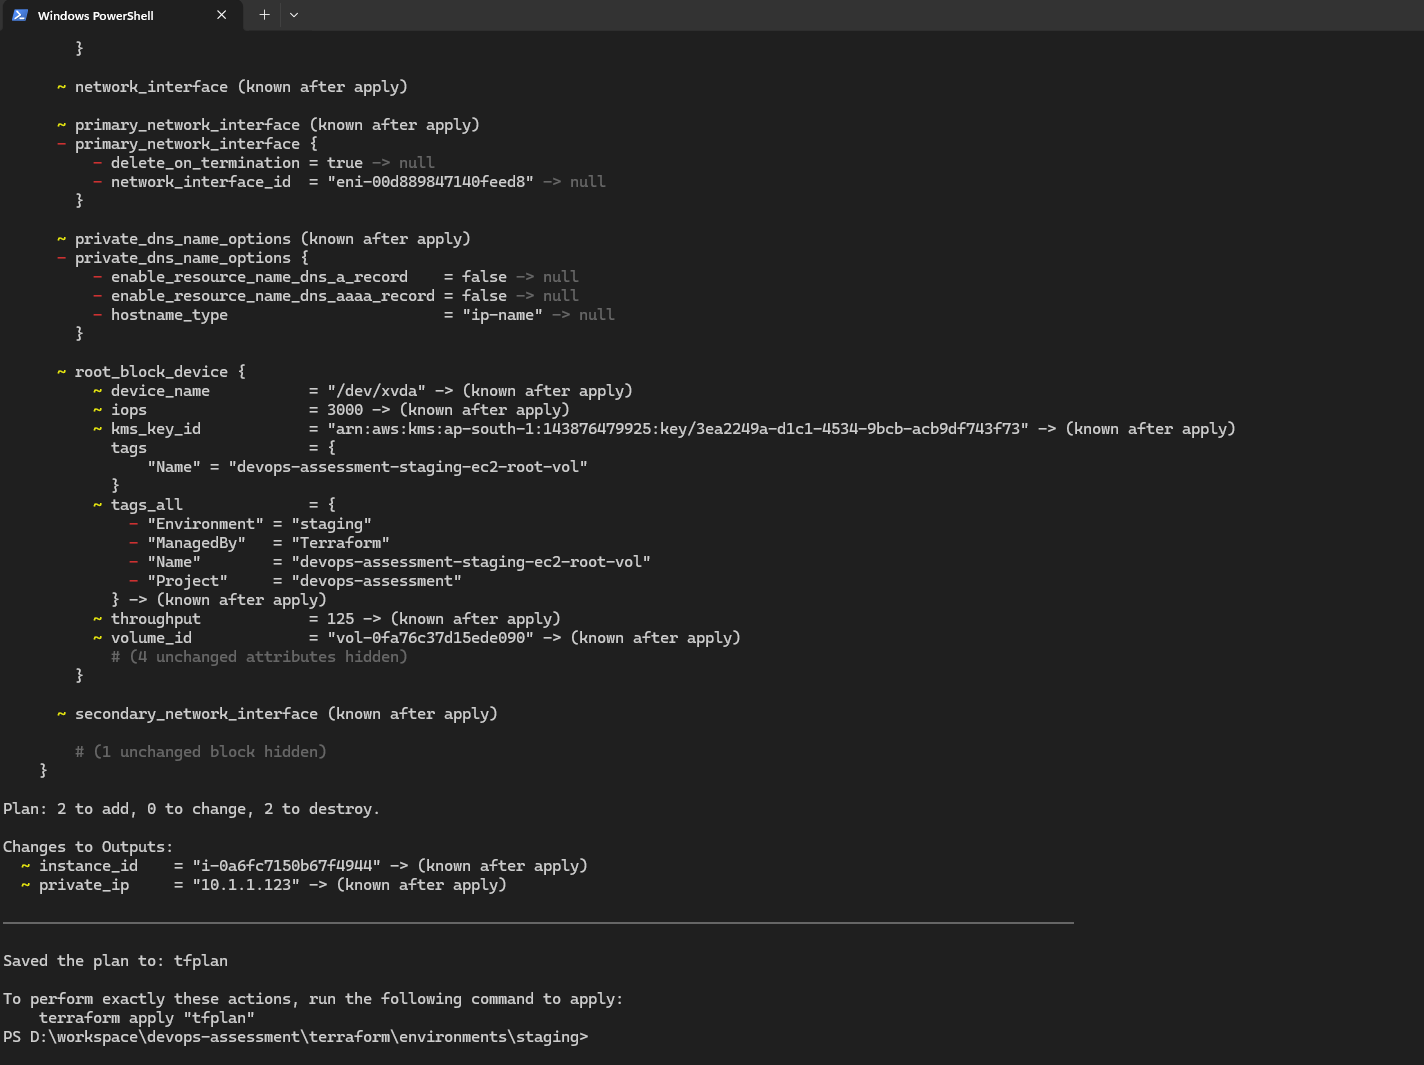 Windows PowerShell
}
~ network_interface (known after apply)
~ primary_network_interface (known after apply)
- primary_network_interface {
- delete_on_termination = true -> null
- network_interface_id  = "eni-00d889847140feed8" -> null
}
~ private_dns_name_options (known after apply)
- private_dns_name_options {
- enable_resource_name_dns_a_record    = false -> null
- enable_resource_name_dns_aaaa_record = false -> null
- hostname_type                        = "ip-name" -> null
}
~ root_block_device {
~ device_name           = "/dev/xvda" -> (known after apply)
~ iops                  = 3000 -> (known after apply)
~ kms_key_id            = "arn:aws:kms:ap-south-1:143876479925:key/3ea2249a-d1c1-4534-9bcb-acb9df743f73" -> (known after apply)
tags                  = {
"Name" = "devops-assessment-staging-ec2-root-vol"
}
~ tags_all              = {
- "Environment" = "staging"
- "ManagedBy"   = "Terraform"
- "Name"        = "devops-assessment-staging-ec2-root-vol"
- "Project"     = "devops-assessment"
} -> (known after apply)
~ throughput            = 125 -> (known after apply)
~ volume_id             = "vol-0fa76c37d15ede090" -> (known after apply)
# (4 unchanged attributes hidden)
}
~ secondary_network_interface (known after apply)
# (1 unchanged block hidden)
}
Plan: 2 to add, 0 to change, 2 to destroy.
Changes to Outputs:
~ instance_id    = "i-0a6fc7150b67f4944" -> (known after apply)
~ private_ip     = "10.1.1.123" -> (known after apply)
Saved the plan to: tfplan
To perform exactly these actions, run the following command to apply:
terraform apply "tfplan"
PS D:\workspace\devops-assessment\terraform\environments\staging>